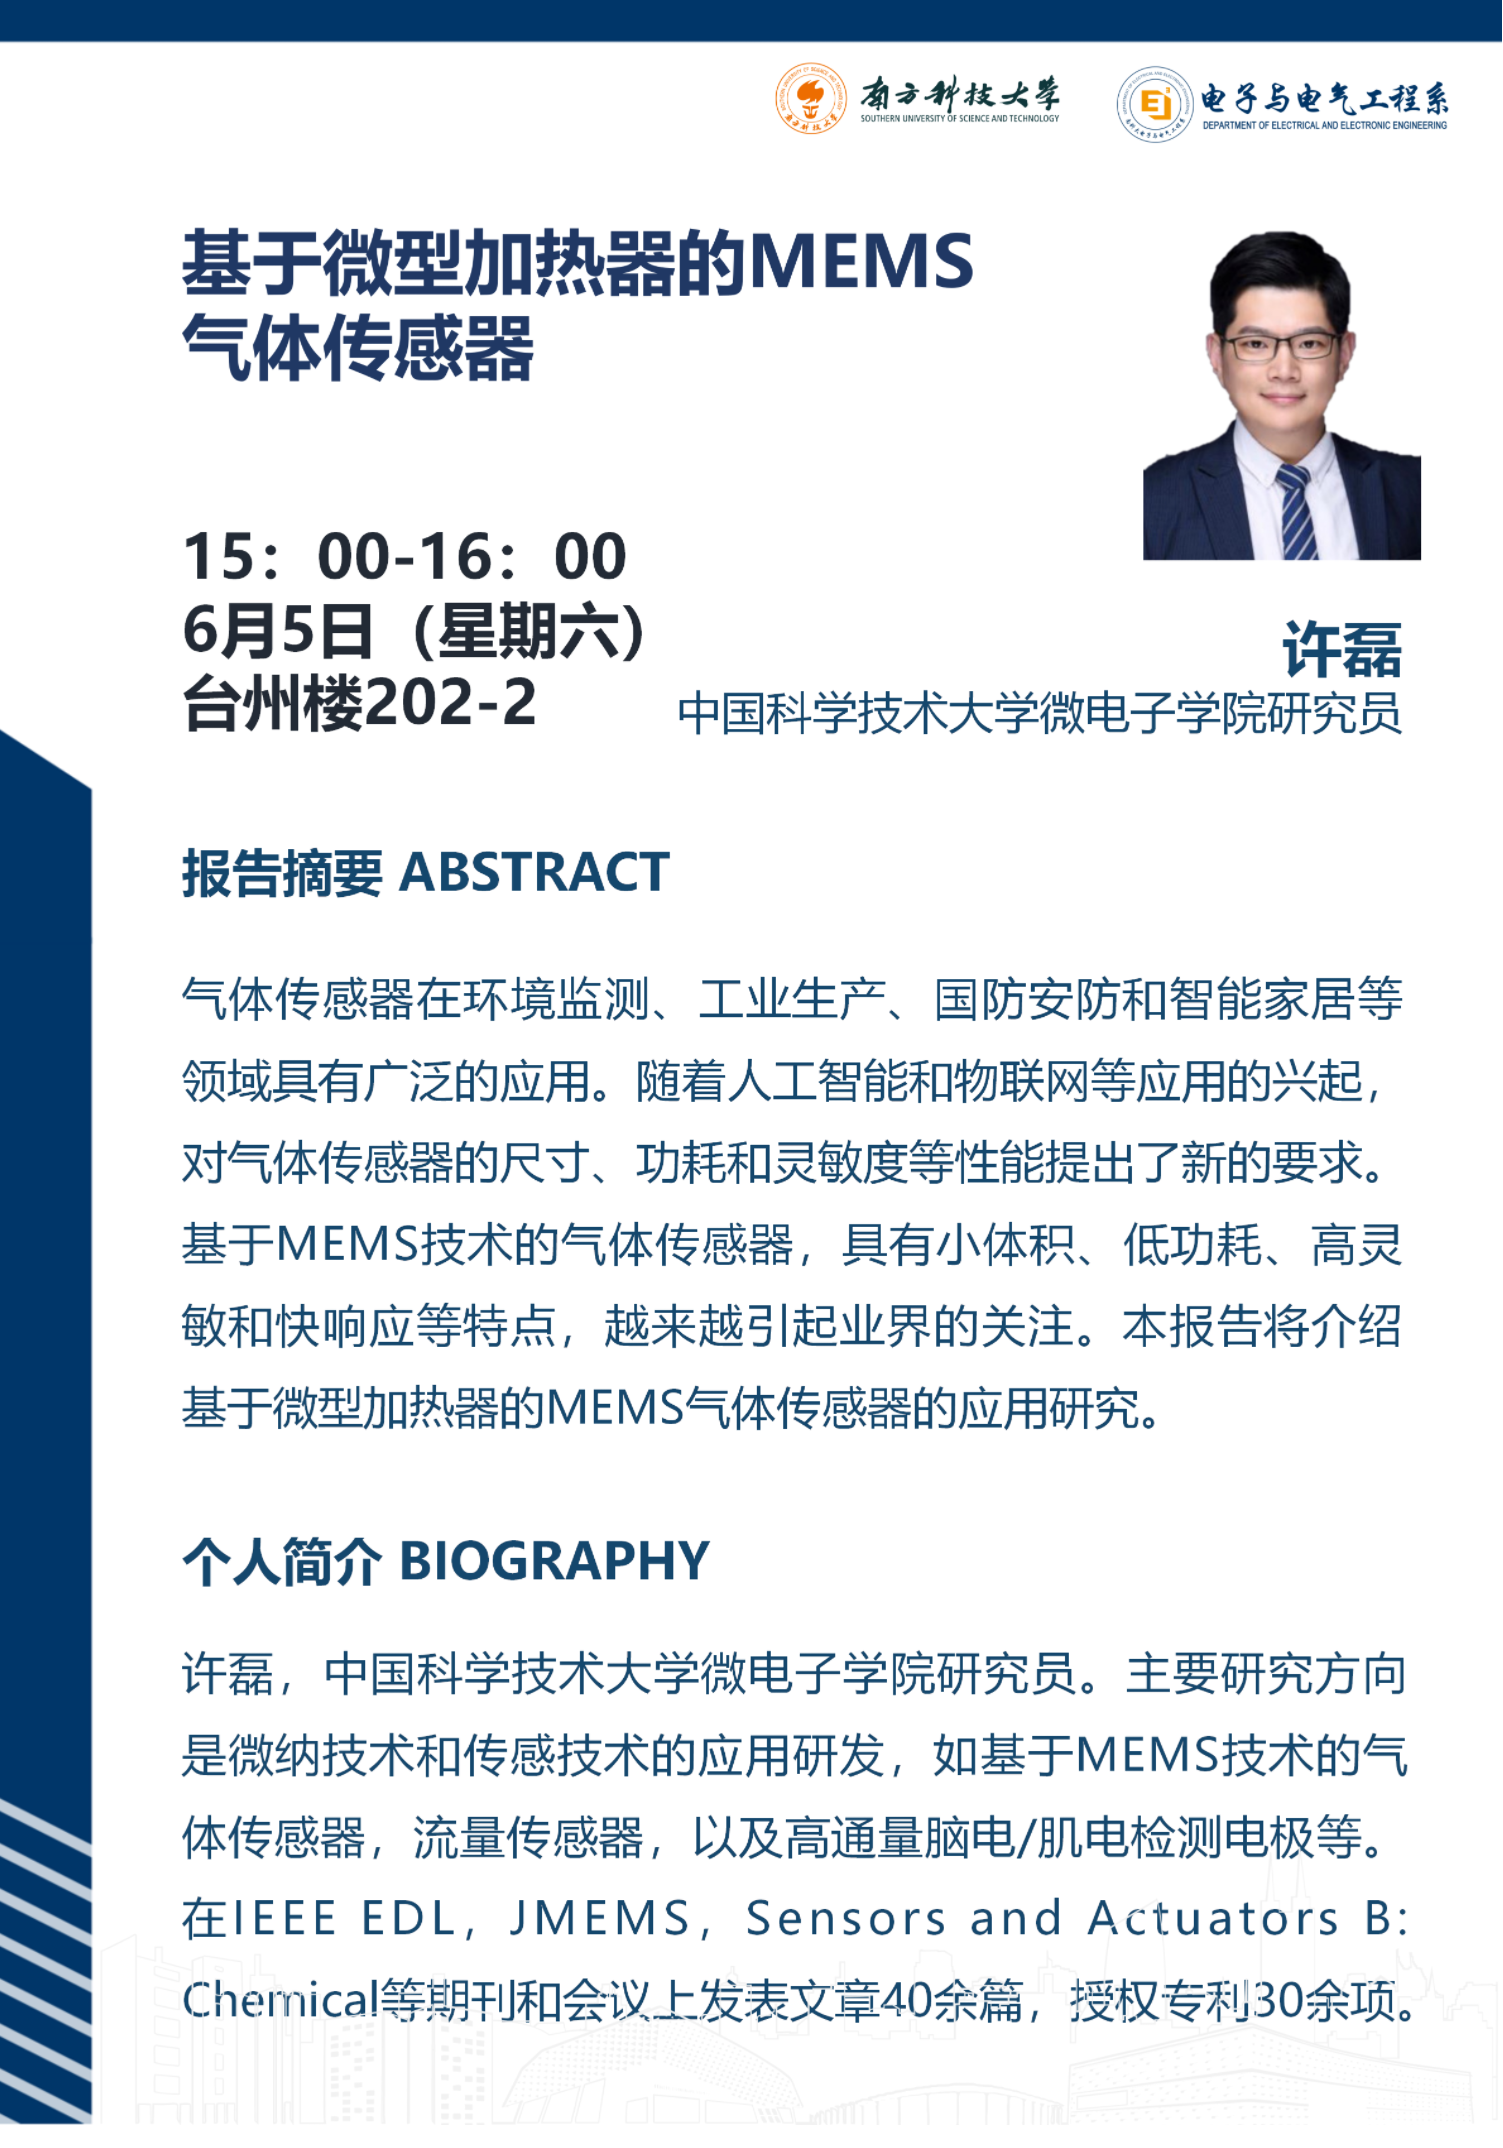 南方科技大学
SOUTHERN UNIVERSITY OF SCIENCE AND TECHNOLOGY
电子与电气工程系
DEPARTMENT OF ELECTRICAL AND ELECTRONIC ENGINEERING
基于微型加热器的MEMS
气体传感器
15：00-16：00
6月5日（星期六）
台州楼202-2
许磊
中国科学技术大学微电子学院研究员
报告摘要 ABSTRACT
气体传感器在环境监测、工业生产、国防安防和智能家居等
领域具有广泛的应用。随着人工智能和物联网等应用的兴起，
对气体传感器的尺寸、功耗和灵敏度等性能提出了新的要求。
基于MEMS技术的气体传感器，具有小体积、低功耗、高灵
敏和快响应等特点，越来越引起业界的关注。本报告将介绍
基于微型加热器的MEMS气体传感器的应用研究。
个人简介 BIOGRAPHY
许磊，中国科学技术大学微电子学院研究员。主要研究方向
是微纳技术和传感技术的应用研发，如基于MEMS技术的气
体传感器，流量传感器，以及高通量脑电/肌电检测电极等。
在IEEE EDL，JMEMS，Sensors and Actuators B:
Chemical等期刊和会议上发表文章40余篇，授权专利30余项。